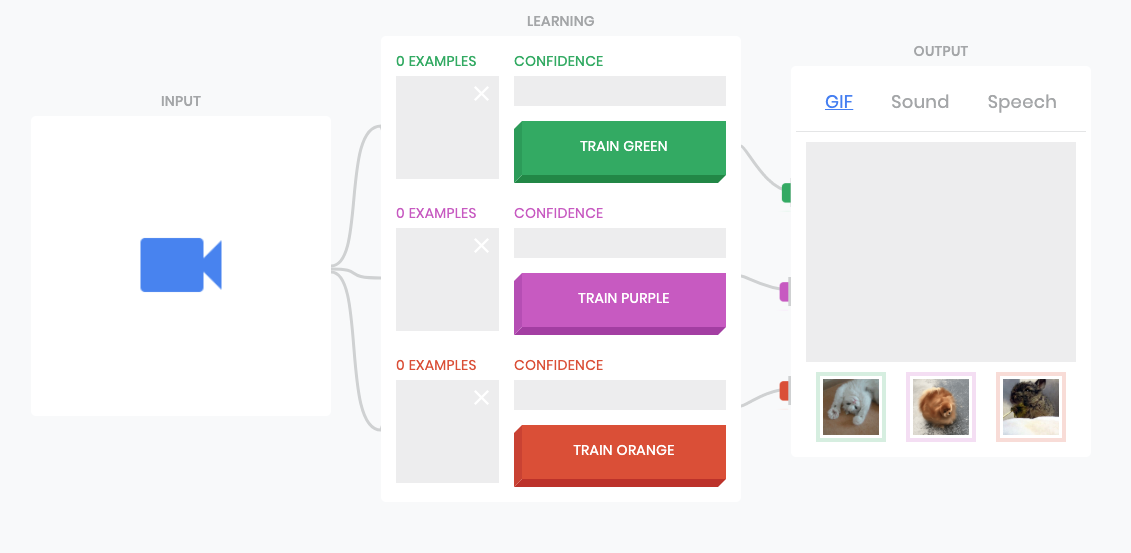 LEARNING
OUTPUT
INPUT
0 EXAMPLES CONFIDENCE
TRAIN GREEN
0 EXAMPLES CONFIDENCE
TRAIN PURPLE
0 EXAMPLES CONFIDENCE
TRAIN ORANGE
GIF Sound Speech